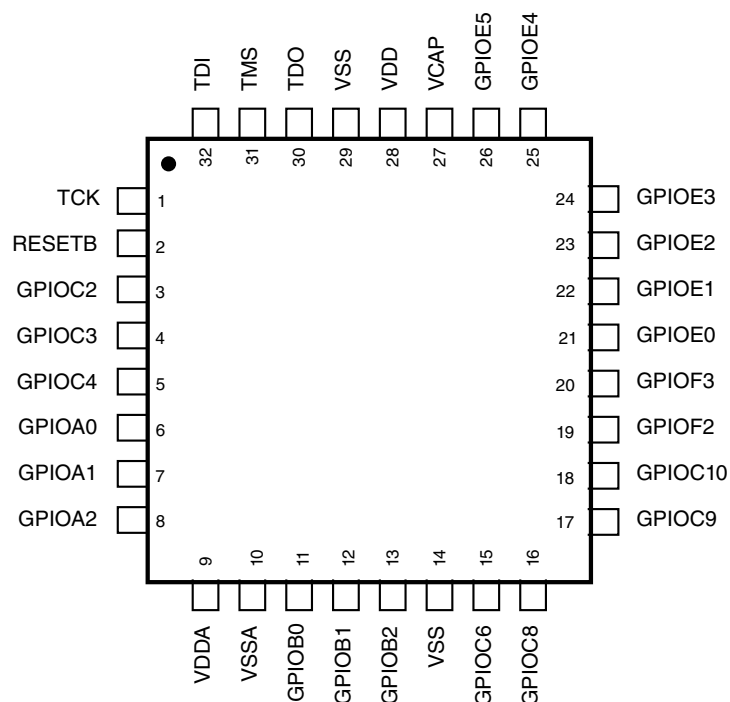 TDI TMS TDO VSS VDD VCAP GPIOE5 GPIOE4
32 31 30 29 28 27 26 25
TCK 1 24 GPIOE3
RESETB 2 23 GPIOE2
GPIOC2 3 22 GPIOE1
GPIOC3 4 21 GPIOE0
GPIOC4 5 20 GPIOF3
GPIOA0 6 19 GPIOF2
GPIOA1 7 18 GPIOC10
GPIOA2 8 17 GPIOC9
9 10 11 12 13 14 15 16
VDDA VSSA GPIOB0 GPIOB1 GPIOB2 VSS GPIOC6 GPIOC8